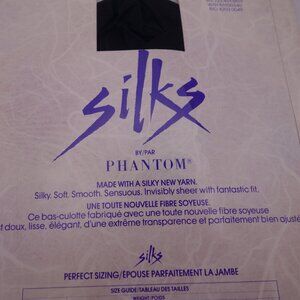 silks
BY/PAR
PHANTOM®
MADE WITH A SILKY NEW YARN.
Silky. Soft. Smooth. Sensuous. Invisibly sheer with fantastic fit.
UNE TOUTE NOUVELLE FIBRE SOYEUSE.
Ce bas-culotte fabriqué avec une toute nouvelle fibre soyeuse
est doux, lisse, élégant, d'une extrême transparence et parfaitement bien ajusté
silks
PERFECT SIZING/ÉPOUSE PARFAITEMENT LA JAMBE
SIZE GUIDE/TABLEAU DES TAILLES
WEIGHT/POIDS